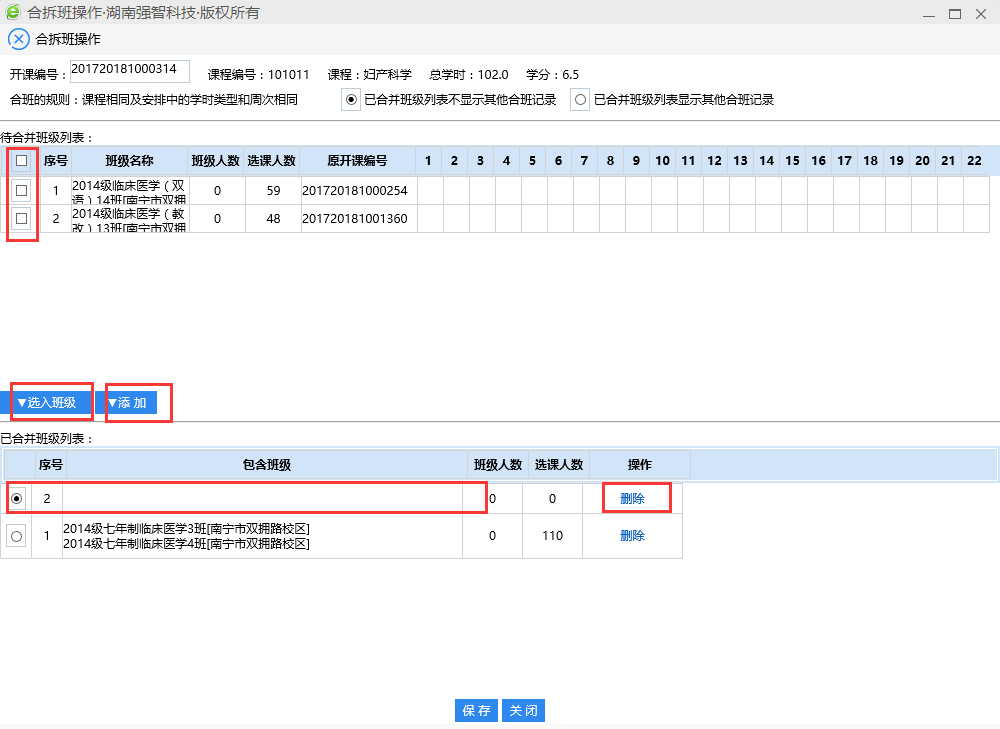 合拆班操作·湖南强智科技·版权所有
合拆班操作
开课编号：201720181000314 课程编号：101011 课程：妇产科学 总学时：102.0 学分：6.5
合班的规则：课程相同及安排中的学时类型和周次相同 已合并班级列表不显示其他合班记录 已合并班级列表显示其他合班记录
待合并班级列表：
序号 班级名称 班级人数 选课人数 原开课编号 1 2 3 4 5 6 7 8 9 10 11 12 13 14 15 16 17 18 19 20 21 22
1 2014级临床医学（双语）14班[南宁市双拥 0 59 201720181000254
2 2014级临床医学（教改）13班[南宁市双拥 0 48 201720181001360
▼选入班级 ▼添 加
已合并班级列表：
序号 包含班级 班级人数 选课人数 操作
2 0 0 删除
1 2014级七年制临床医学3班[南宁市双拥路校区] 0 110 删除
2014级七年制临床医学4班[南宁市双拥路校区]
保 存 关 闭